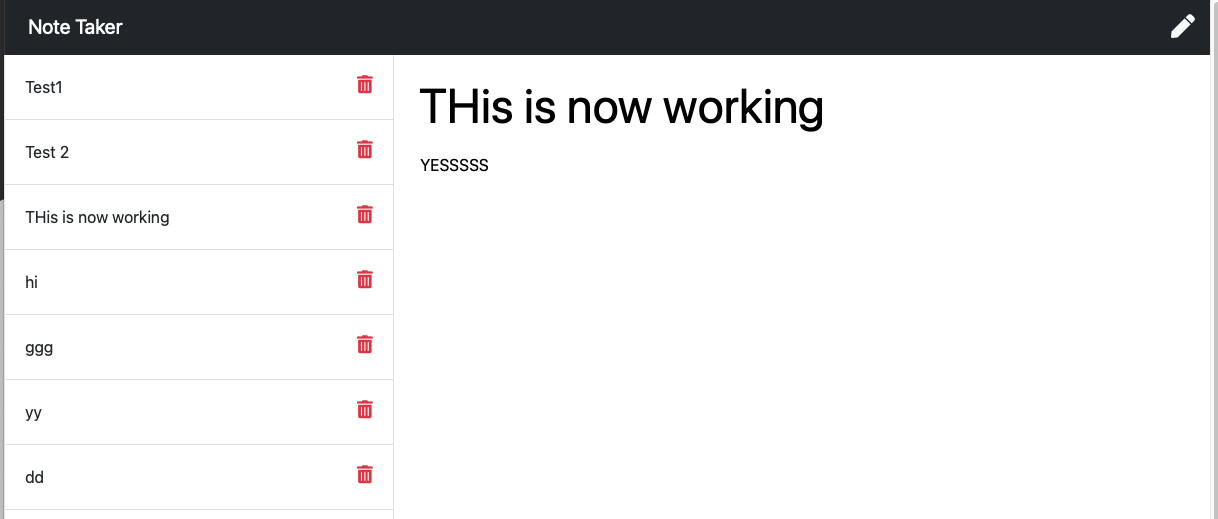 Note Taker
Test1
Test 2
THis is now working
hi
ggg
yy
dd
THis is now working
YESSSSS